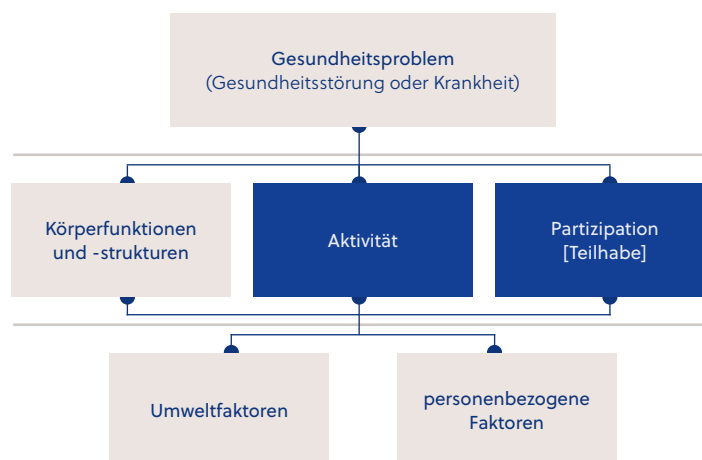 Gesundheitsproblem
(Gesundheitsstörung oder Krankheit)
Körperfunktionen
und -strukturen
Aktivität
Partizipation
[Teilhabe]
Umweltfaktoren
personenbezogene
Faktoren